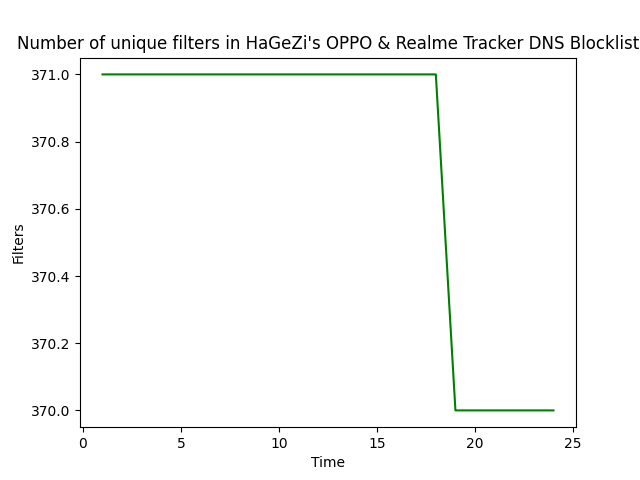 Number of unique filters in HaGeZi's OPPO & Realme Tracker DNS Blocklist
371.0
370.8
370.6
370.4
370.2
370.0
Filters
0 5 10 15 20 25
Time